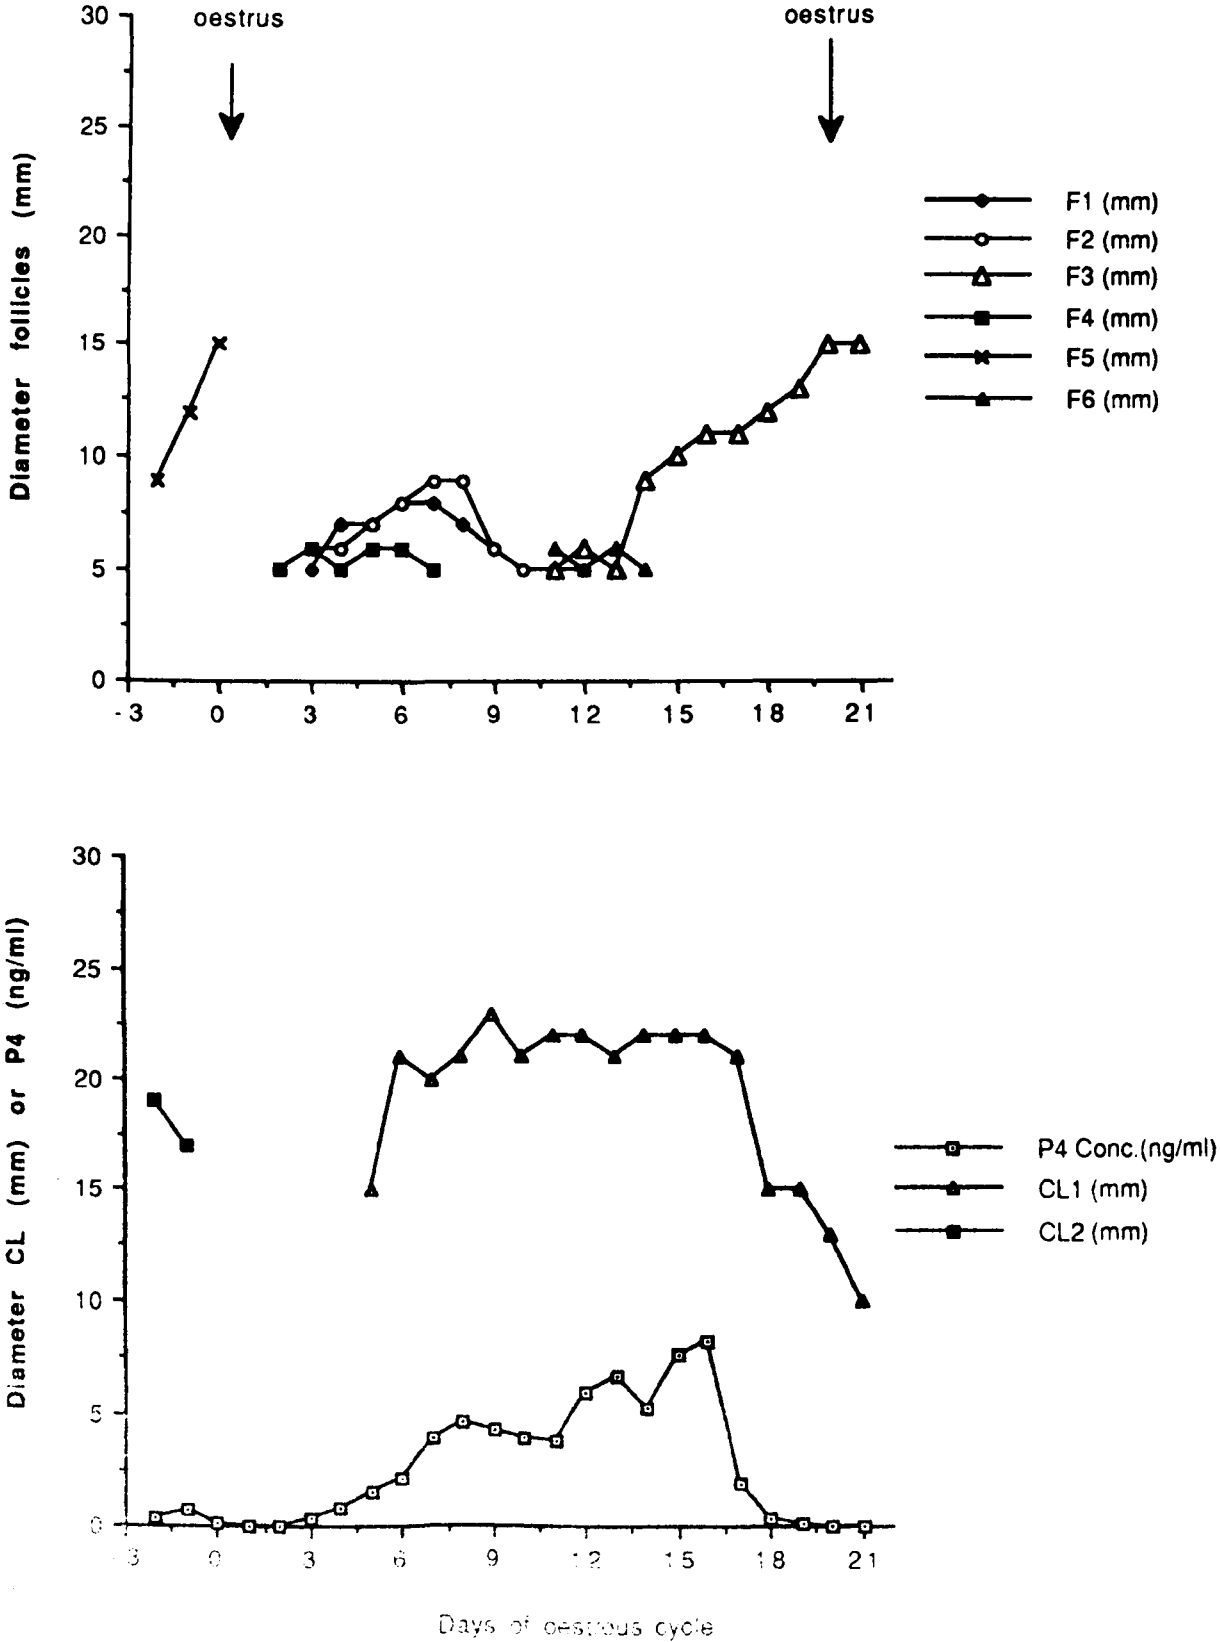 oestrus oestrus
Diameter follicles (mm)
30
25
20
15
10
5
0
-3 0 3 6 9 12 15 18 21
F1 (mm)
F2 (mm)
F3 (mm)
F4 (mm)
F5 (mm)
F6 (mm)
Diameter CL (mm) or P4 (ng/ml)
30
25
20
15
10
5
0
-3 0 3 6 9 12 15 18 21
P4 Conc.(ng/ml)
CL1 (mm)
CL2 (mm)
Days of oestrous cycle